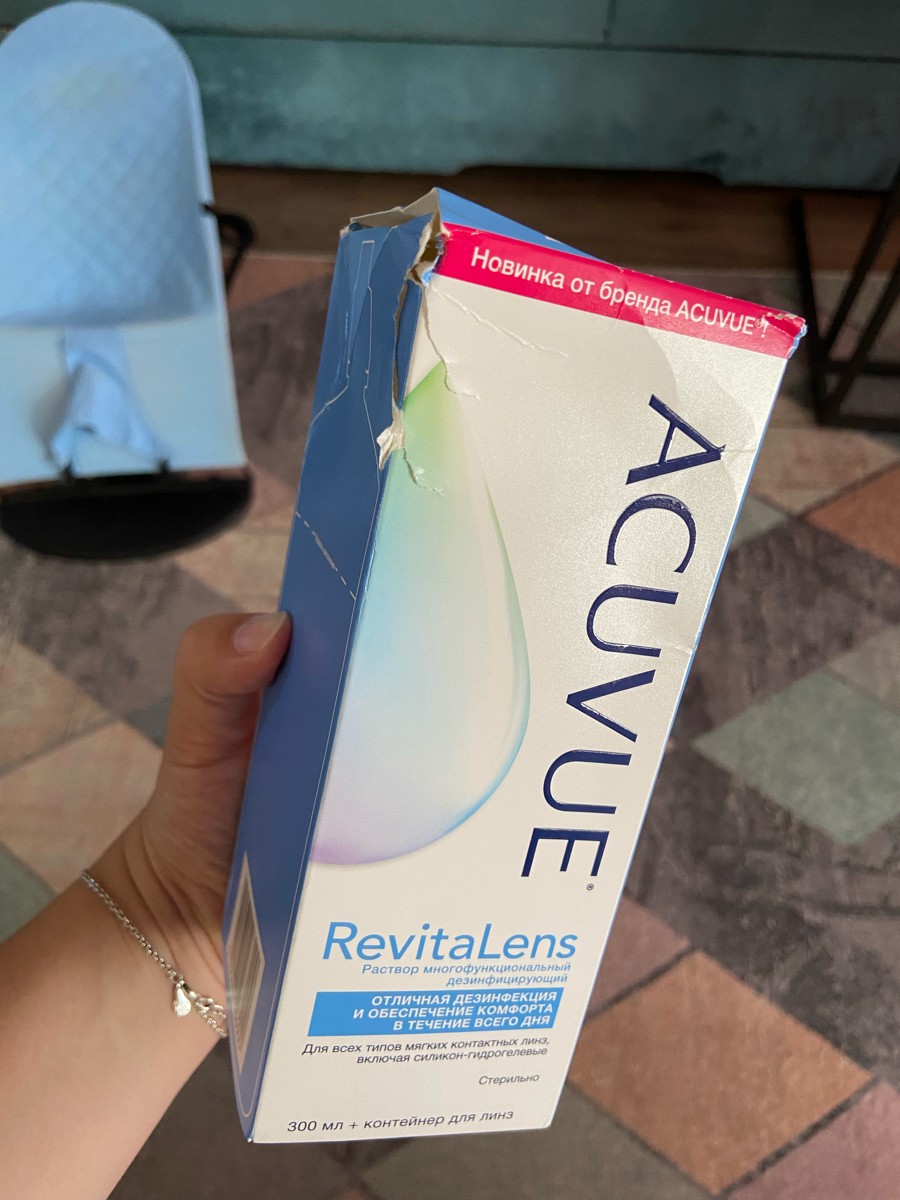 Новинка от бренда ACUVUE®!
ACUVUE®
RevitaLens
Раствор многофункциональный
дезинфицирующий
ОТЛИЧНАЯ ДЕЗИНФЕКЦИЯ
И ОБЕСПЕЧЕНИЕ КОМФОРТА
В ТЕЧЕНИЕ ВСЕГО ДНЯ
Для всех типов мягких контактных линз,
включая силикон-гидрогелевые
Стерильно
300 мл + контейнер для линз